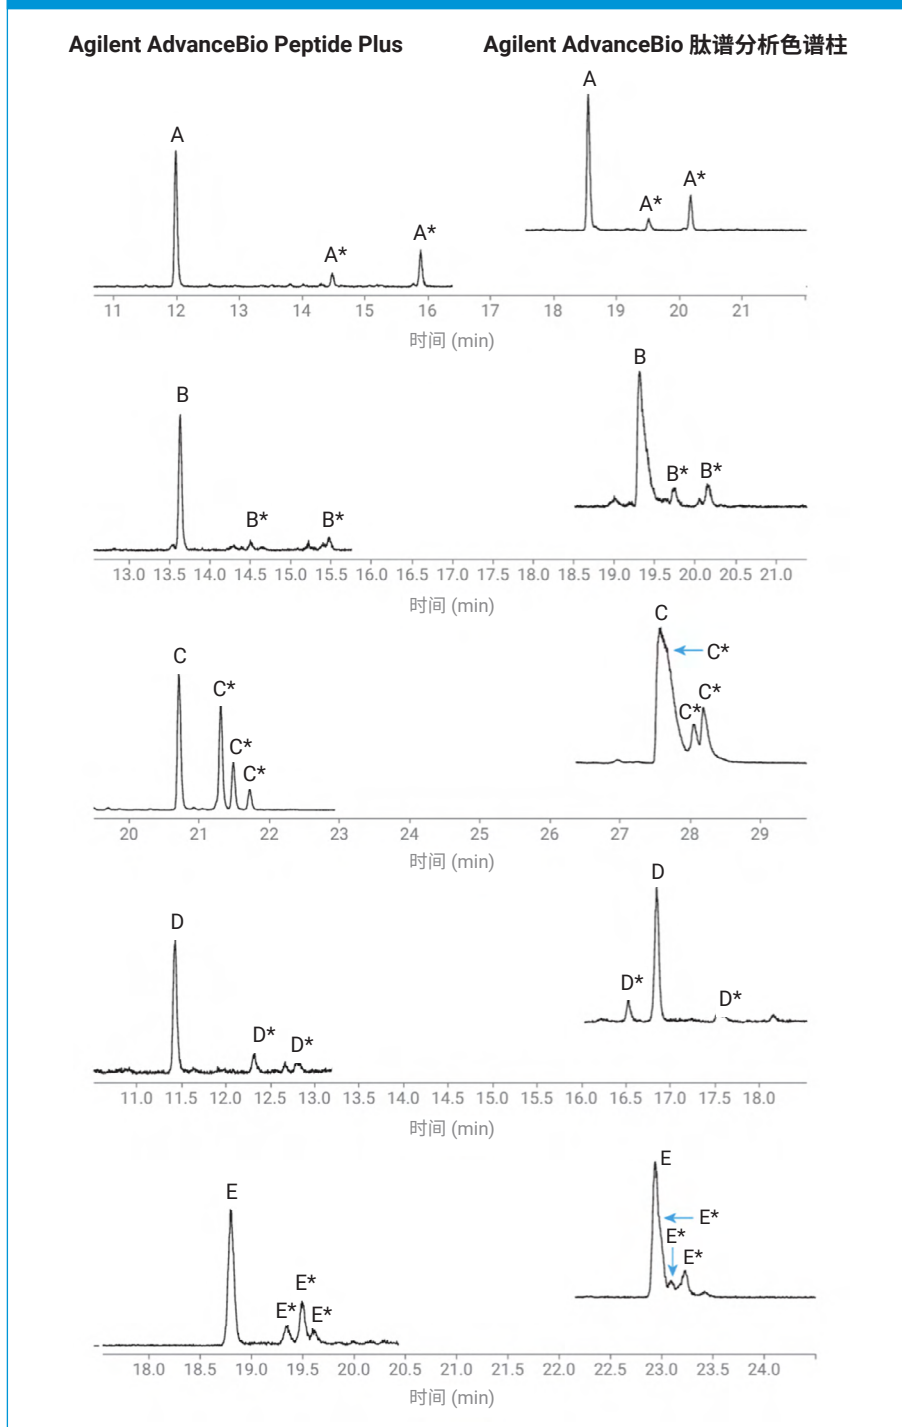 Agilent AdvanceBio Peptide Plus Agilent AdvanceBio 肽谱分析色谱柱
A
A
A*
A*
A*
A*
11 12 13 14 15 16 17 18 19 20 21
时间 (min)
B
B
B* B*
B* B*
13.0 13.5 14.0 14.5 15.0 15.5 16.0 16.5 17.0 17.5 18.0 18.5 19.0 19.5 20.0 20.5 21.0
时间 (min)
C
C
C*
C*
C*
C*
C*
C*
20 21 22 23 24 25 26 27 28 29
时间 (min)
D
D
D*
D*
D*
D*
11.0 11.5 12.0 12.5 13.0 13.5 14.0 14.5 15.0 15.5 16.0 16.5 17.0 17.5 18.0
时间 (min)
E
E
E*
E*
E*
E*
E* E*
18.0 18.5 19.0 19.5 20.0 20.5 21.0 21.5 22.0 22.5 23.0 23.5 24.0
时间 (min)